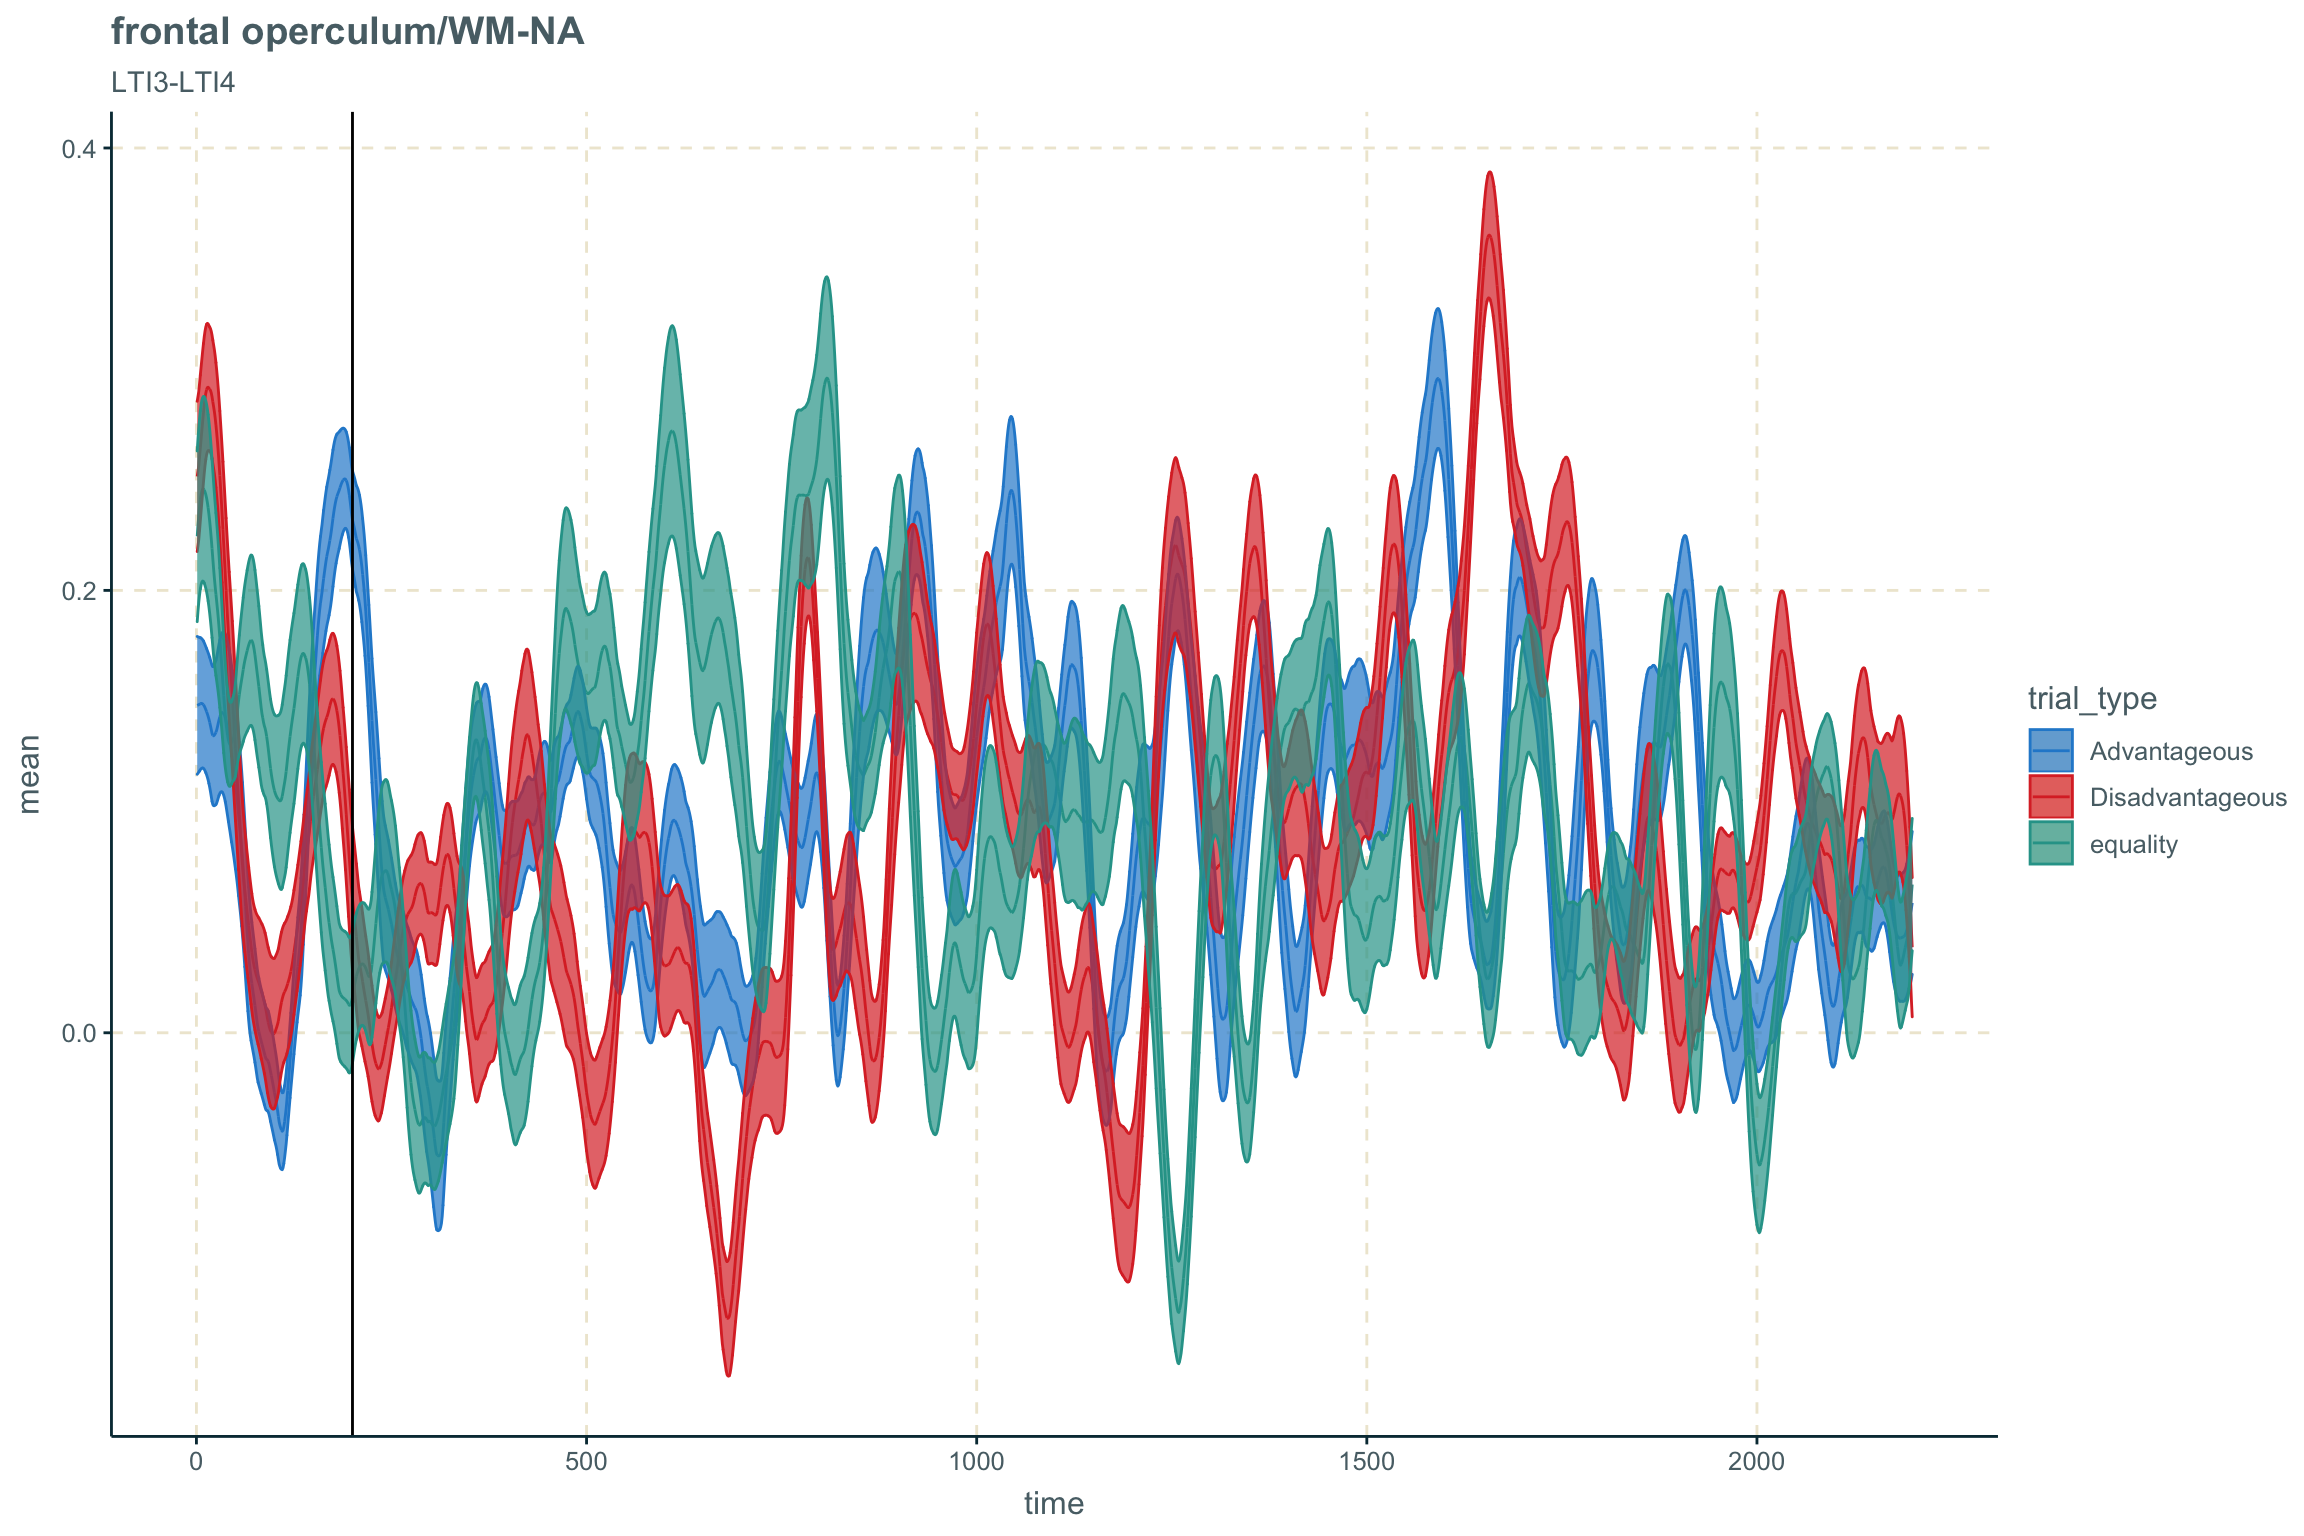 frontal operculum/WM-NA
LTI3-LTI4
0.4
0.2
0.0
mean
0
500
1000
1500
2000
time
trial_type
Advantageous
Disadvantageous
equality